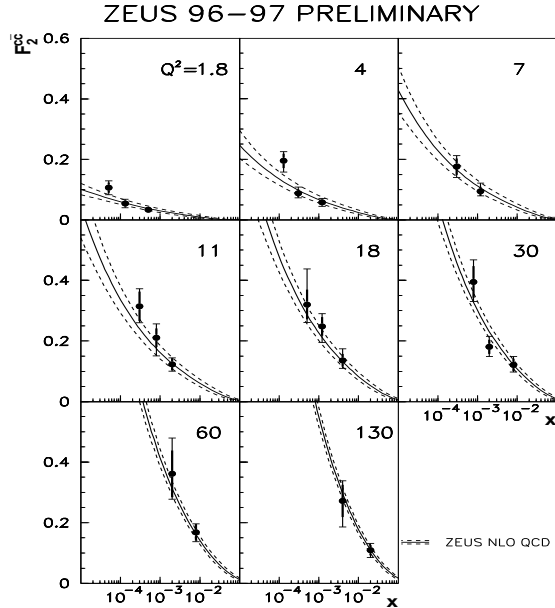 ZEUS 96−97 PRELIMINARY
F₂^cc̄
Q²=1.8
4
7
0.6
0.4
0.2
0
11
18
30
0.4
0.2
0
10⁻⁴ 10⁻³ 10⁻² x
60
130
0.4
0.2
0
ZEUS NLO QCD
10⁻⁴ 10⁻³ 10⁻² 10⁻⁴ 10⁻³ 10⁻² x